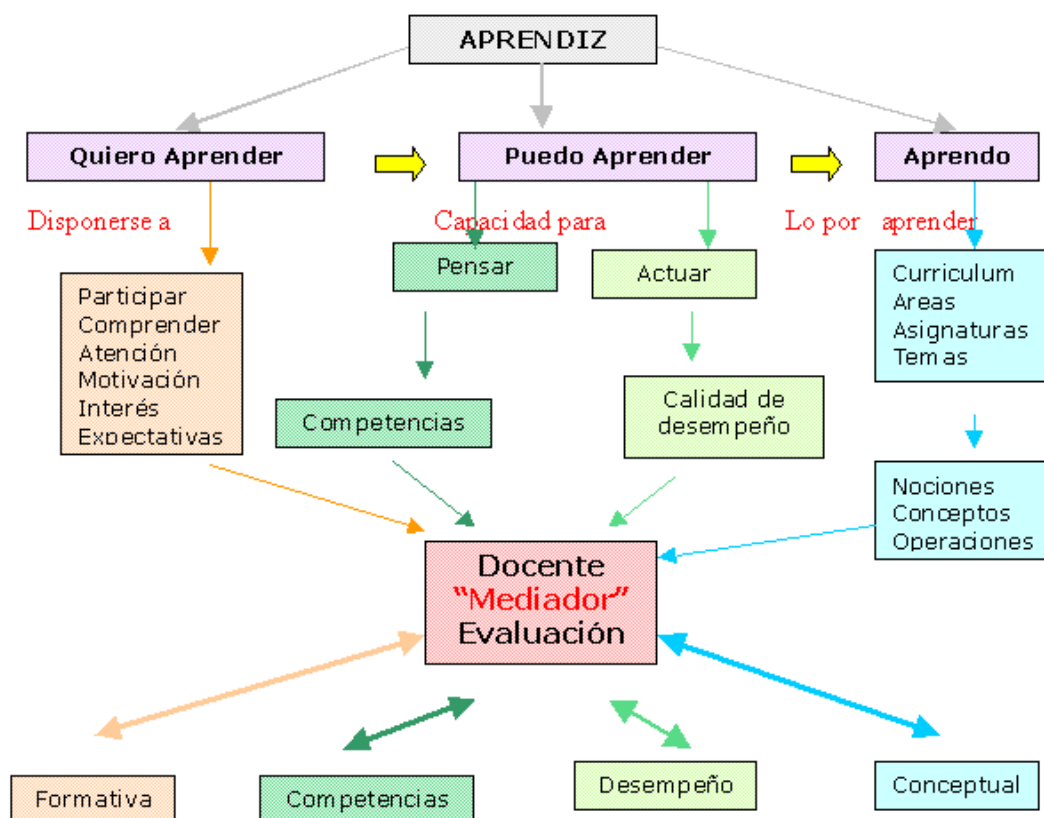 APRENDIZ
Quiero Aprender
Puedo Aprender
Aprendo
Disponerse a
Capacidad para
Lo por aprender
Pensar
Actuar
Participar
Comprender
Atención
Motivación
Interés
Expectativas
Curriculum
Areas
Asignaturas
Temas
Competencias
Calidad de
desempeño
Nociones
Conceptos
Operaciones
Docente
“Mediador”
Evaluación
Formativa
Competencias
Desempeño
Conceptual